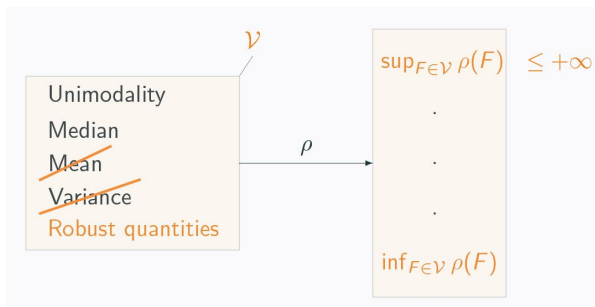 𝒱
Unimodality
Median
Mean
Variance
Robust quantities
ρ
sup_{F∈𝒱} ρ(F) ≤ +∞
.
.
.
inf_{F∈𝒱} ρ(F)